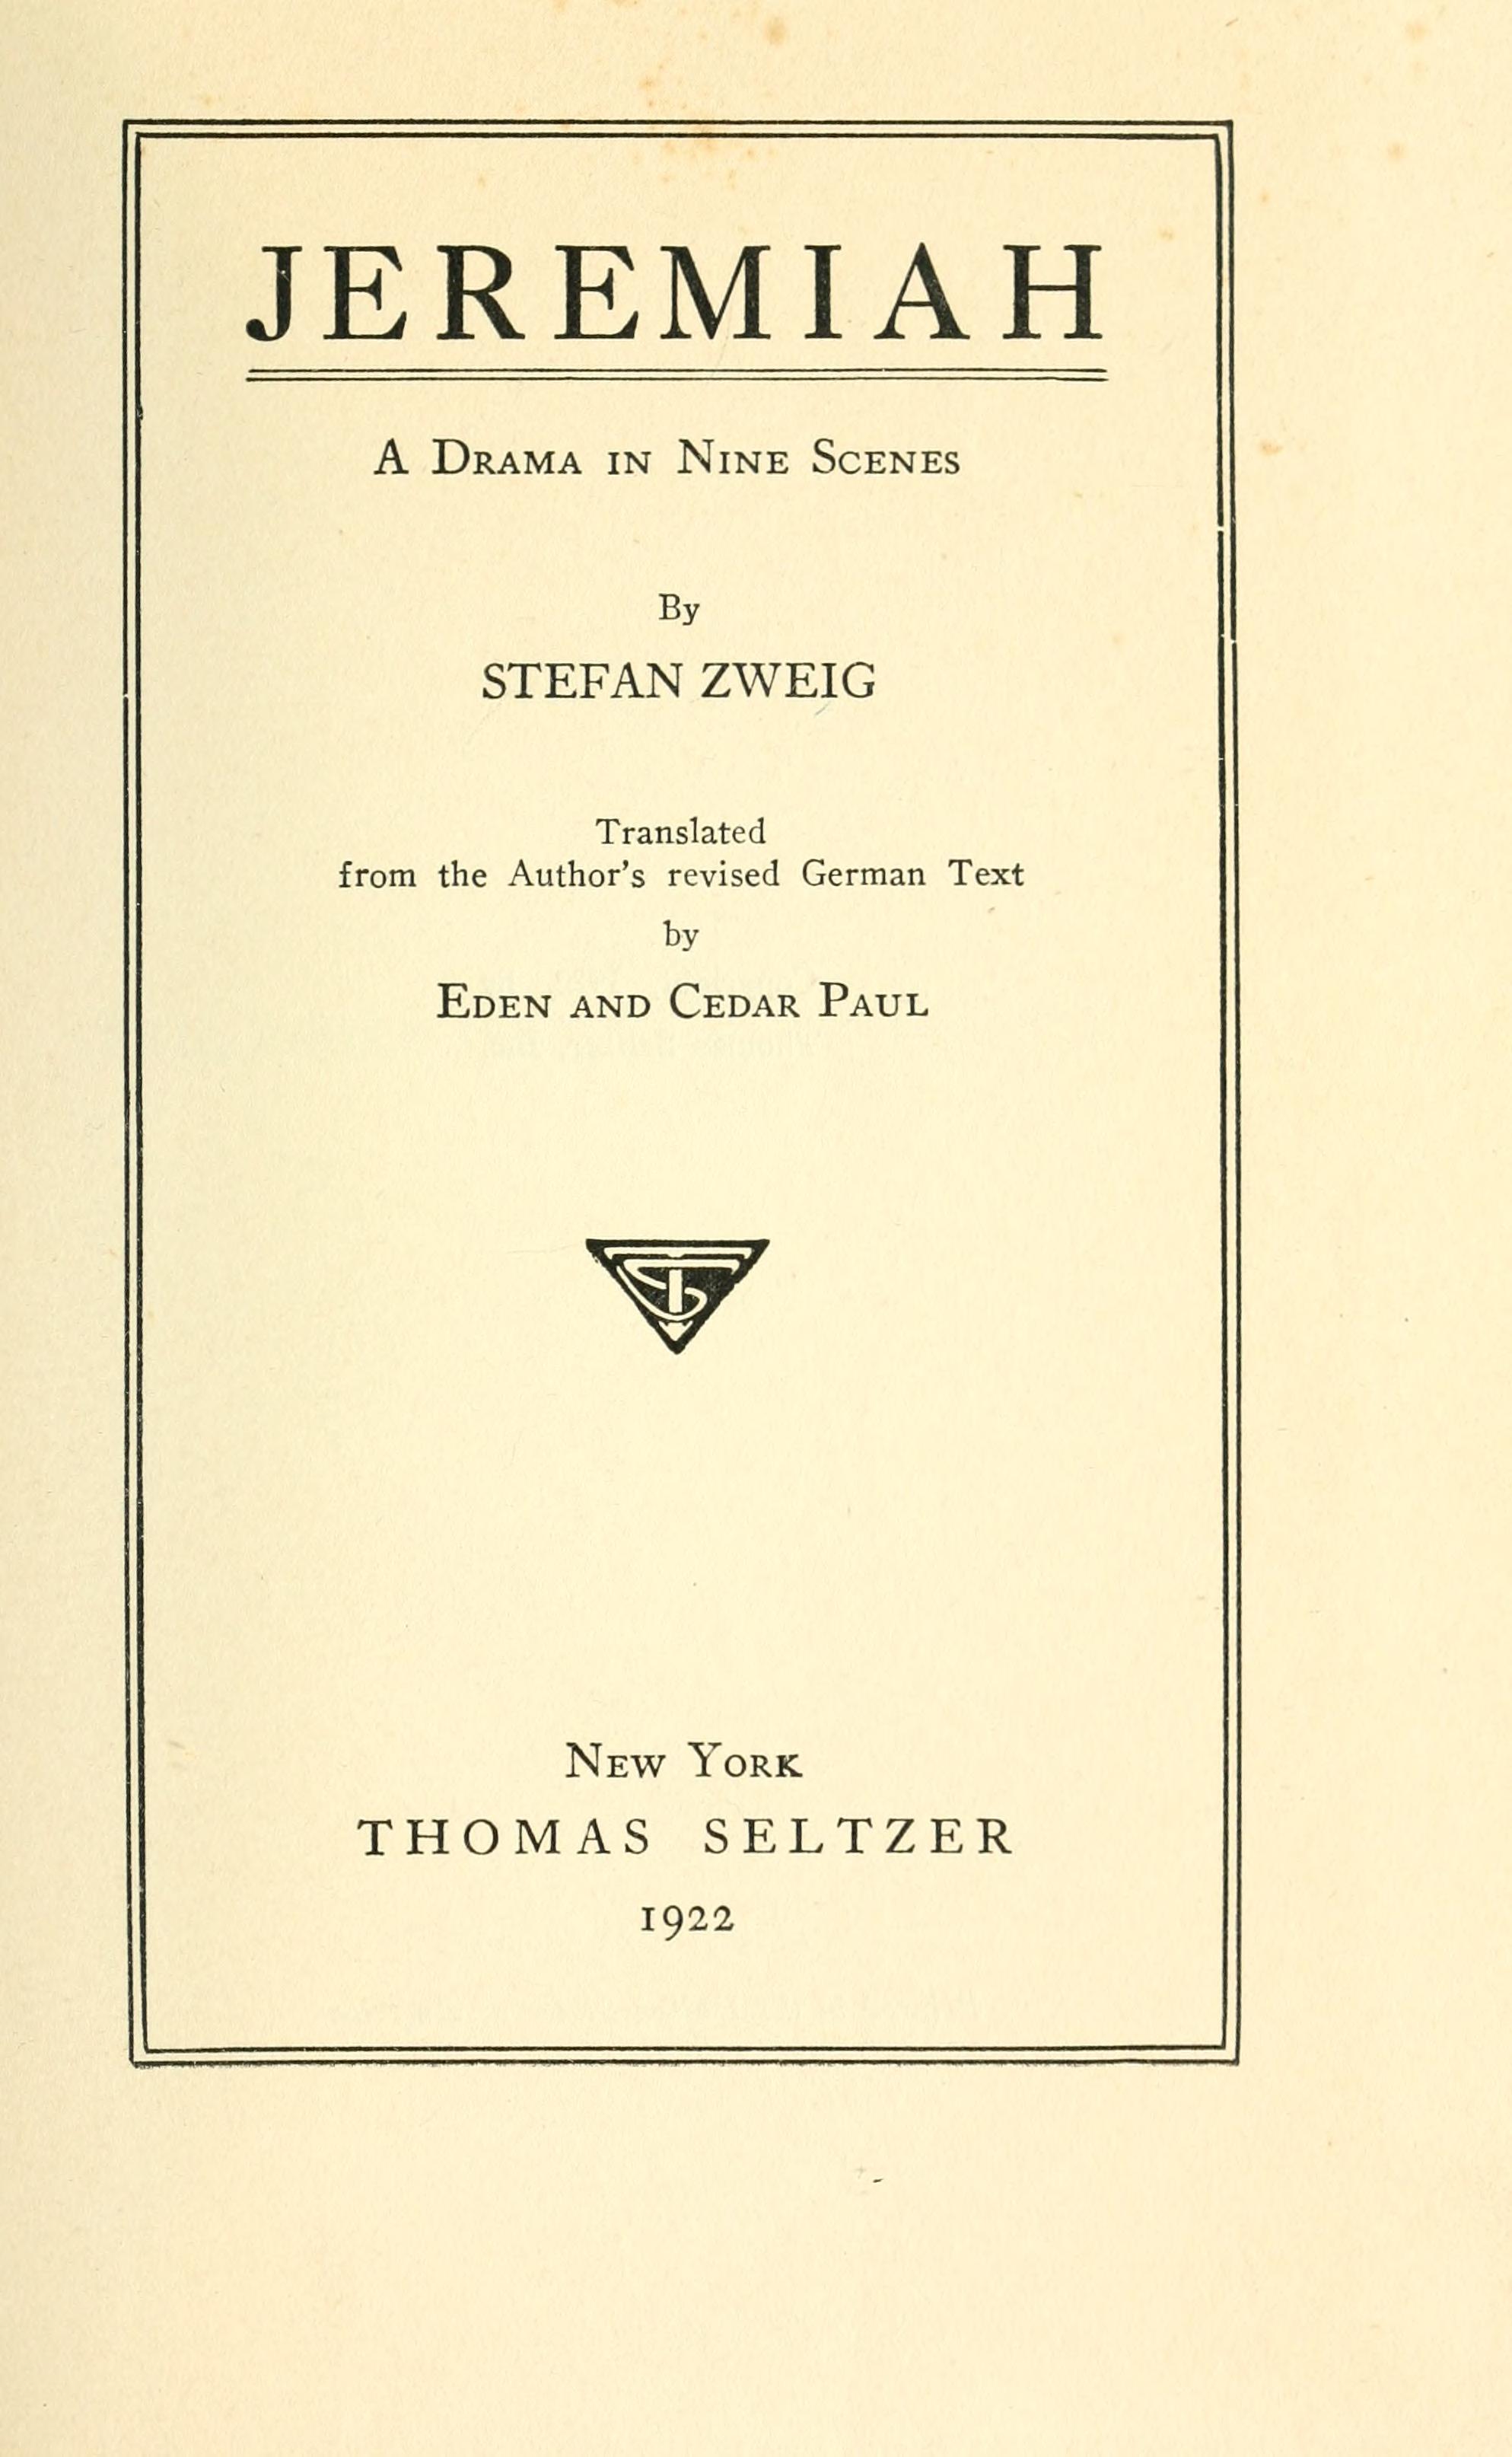 JEREMIAH
A DRAMA IN NINE SCENES
By
STEFAN ZWEIG
Translated
from the Author's revised German Text
by
EDEN AND CEDAR PAUL
NEW YORK
THOMAS SELTZER
1922